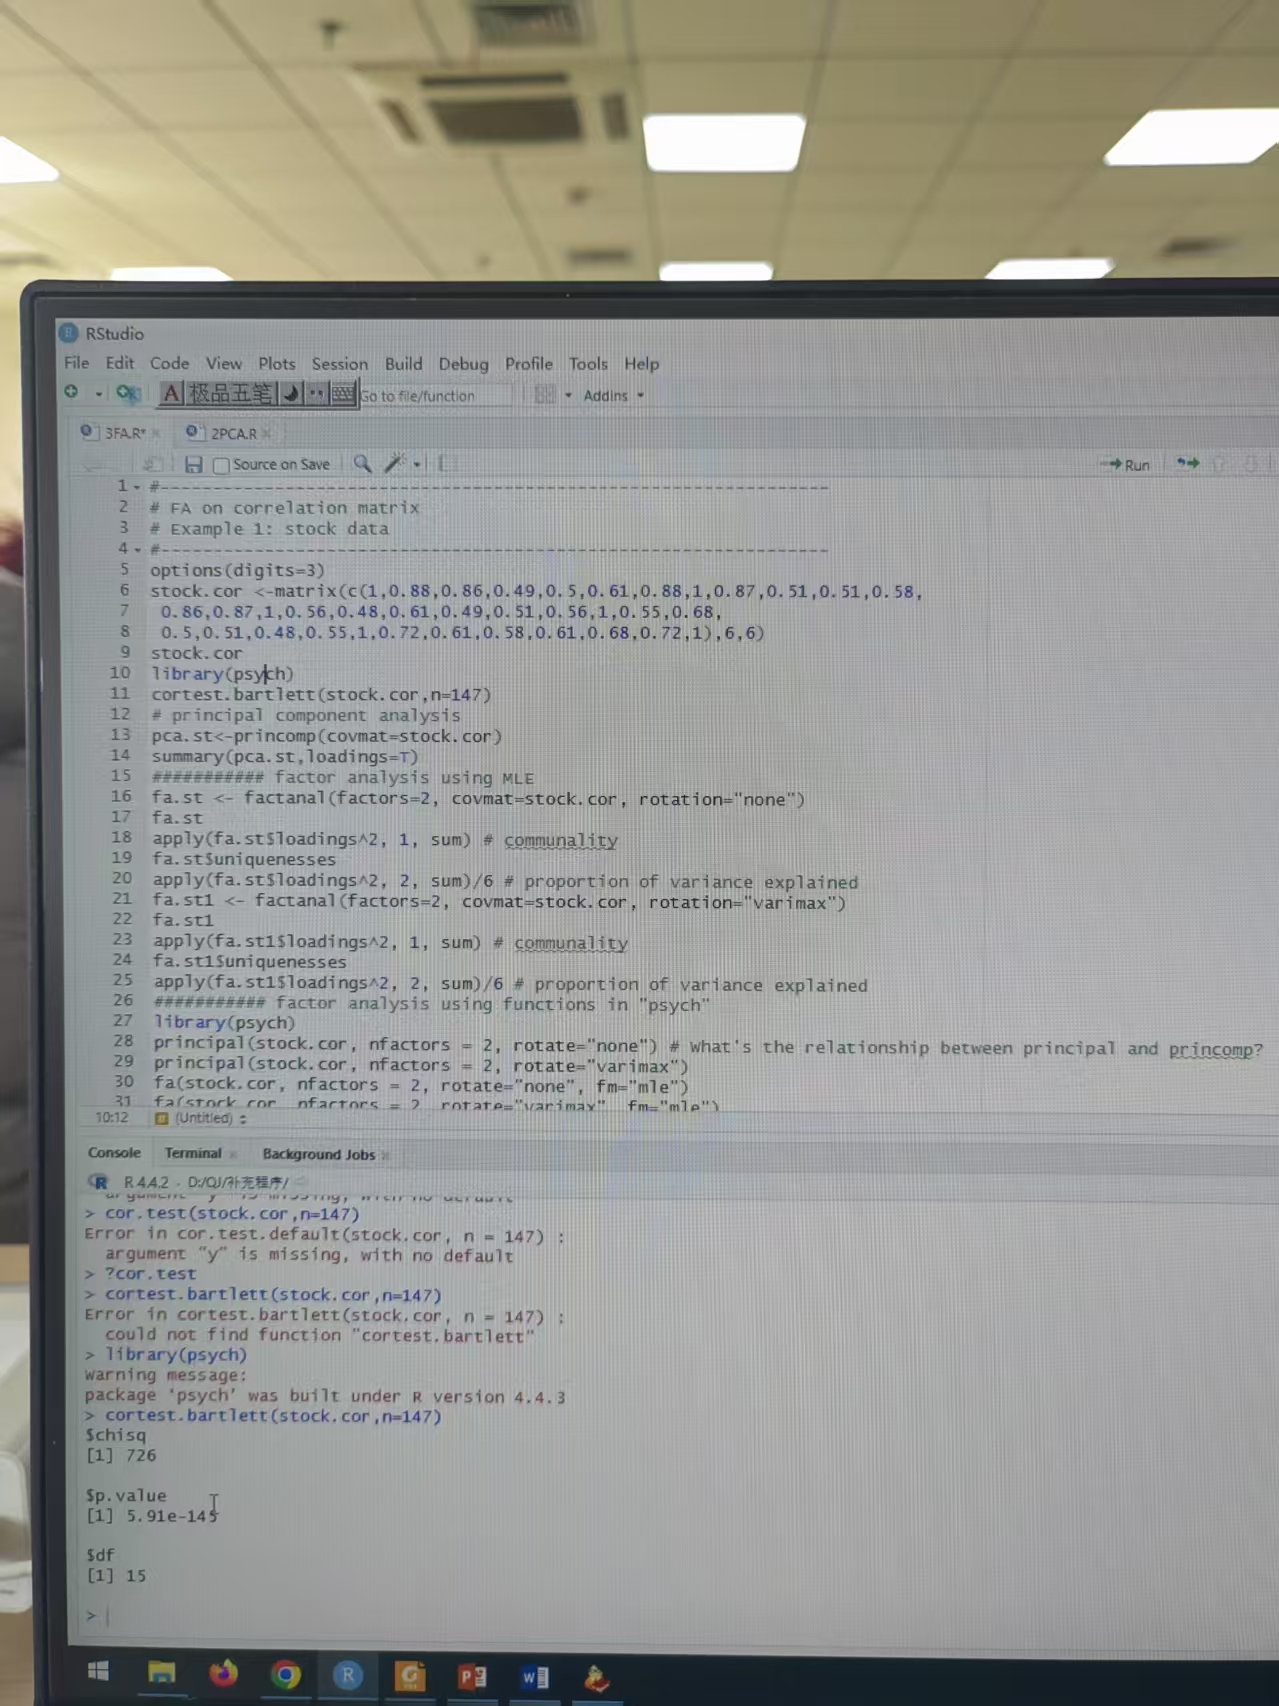 RStudio
File Edit Code View Plots Session Build Debug Profile Tools Help
A 极品五笔 Go to file/function Addins
3FA.R* 2PCA.R
Source on Save Run
1 #---------------------------------------------------------------------
2 # FA on correlation matrix
3 # Example 1: stock data
4 #---------------------------------------------------------------------
5 options(digits=3)
6 stock.cor <-matrix(c(1,0.88,0.86,0.49,0.5,0.61,0.88,1,0.87,0.51,0.51,0.58,
7 0.86,0.87,1,0.56,0.48,0.61,0.49,0.51,0.56,1,0.55,0.68,
8 0.5,0.51,0.48,0.55,1,0.72,0.61,0.58,0.61,0.68,0.72,1),6,6)
9 stock.cor
10 library(psych)
11 cortest.bartlett(stock.cor,n=147)
12 # principal component analysis
13 pca.st<-princomp(covmat=stock.cor)
14 summary(pca.st,loadings=T)
15 ########### factor analysis using MLE
16 fa.st <- factanal(factors=2, covmat=stock.cor, rotation="none")
17 fa.st
18 apply(fa.st$loadings^2, 1, sum) # communality
19 fa.st$uniquenesses
20 apply(fa.st$loadings^2, 2, sum)/6 # proportion of variance explained
21 fa.st1 <- factanal(factors=2, covmat=stock.cor, rotation="varimax")
22 fa.st1
23 apply(fa.st1$loadings^2, 1, sum) # communality
24 fa.st1$uniquenesses
25 apply(fa.st1$loadings^2, 2, sum)/6 # proportion of variance explained
26 ########### factor analysis using functions in "psych"
27 library(psych)
28 principal(stock.cor, nfactors = 2, rotate="none") # what's the relationship between principal and princomp?
29 principal(stock.cor, nfactors = 2, rotate="varimax")
30 fa(stock.cor, nfactors = 2, rotate="none", fm="mle")
31 fa(stock.cor, nfactors = 2, rotate="varimax", fm="mle")
10:12 (Untitled)
Console Terminal Background Jobs
R 4.4.2 · D:/QJ/补充程序/
argument "y" is missing, with no default
> cor.test(stock.cor,n=147)
Error in cor.test.default(stock.cor, n = 147) :
argument "y" is missing, with no default
> ?cor.test
> cortest.bartlett(stock.cor,n=147)
Error in cortest.bartlett(stock.cor, n = 147) :
could not find function "cortest.bartlett"
> library(psych)
Warning message:
package ‘psych’ was built under R version 4.4.3
> cortest.bartlett(stock.cor,n=147)
$chisq
[1] 726
$p.value
[1] 5.91e-145
$df
[1] 15
>